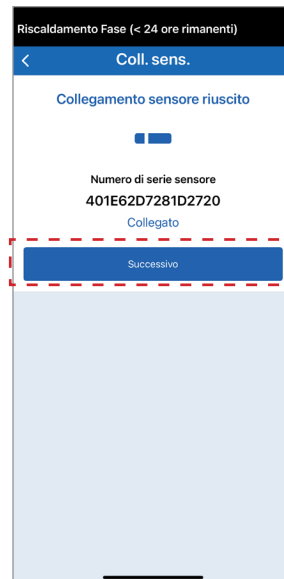 Riscaldamento Fase (< 24 ore rimanenti)
Coll. sens.
Collegamento sensore riuscito
Numero di serie sensore
401E62D7281D2720
Collegato
Successivo